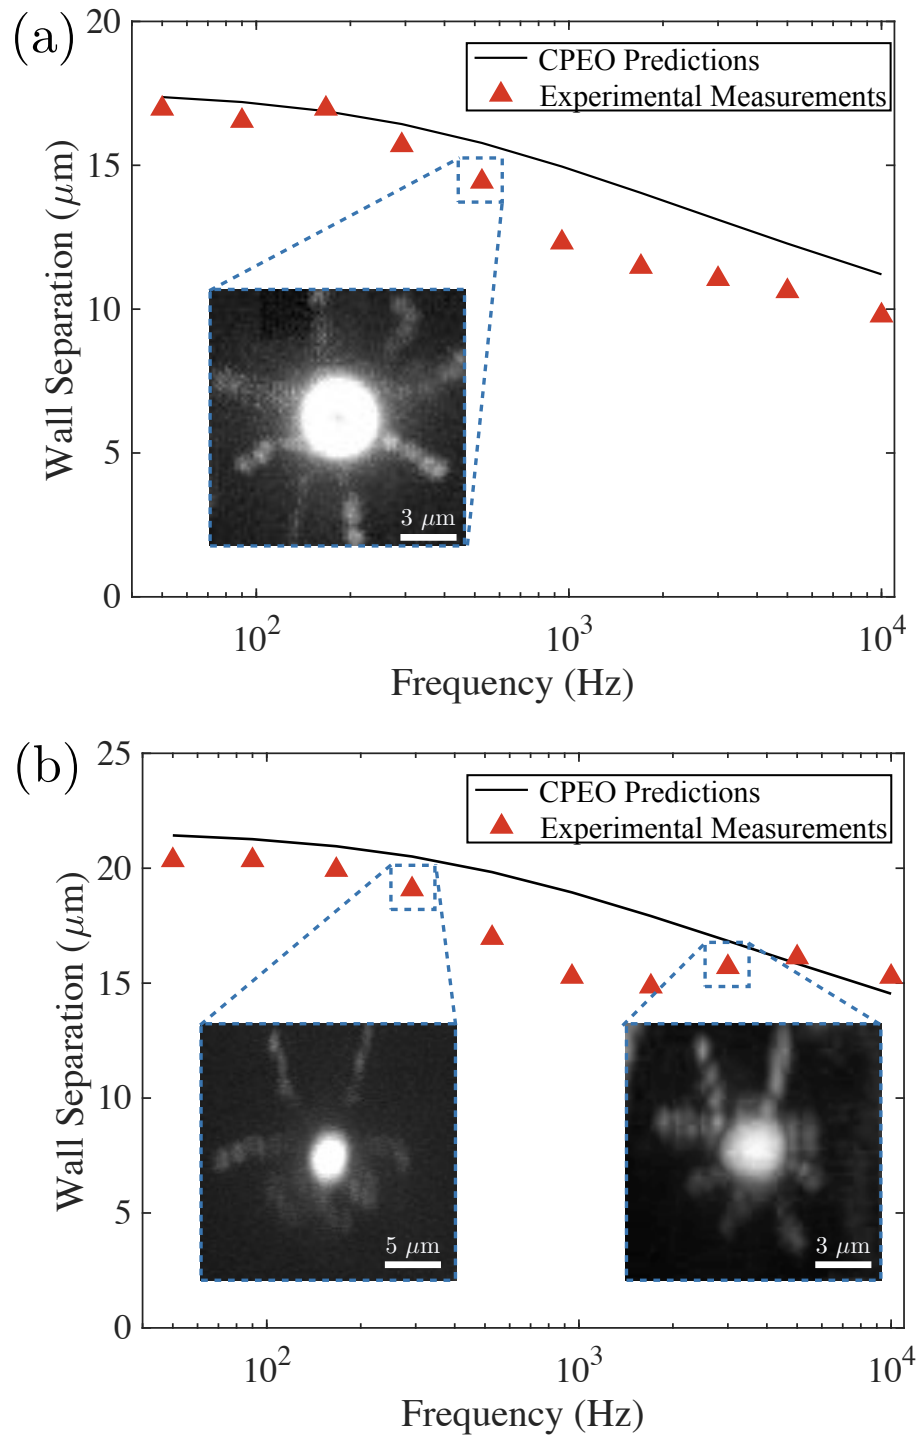 (a)
20
15
10
5
0
Wall Separation (μm)
CPEO Predictions
Experimental Measurements
3 μm
10²
10³
10⁴
Frequency (Hz)
(b)
25
20
15
10
5
0
Wall Separation (μm)
CPEO Predictions
Experimental Measurements
5 μm
3 μm
10²
10³
10⁴
Frequency (Hz)